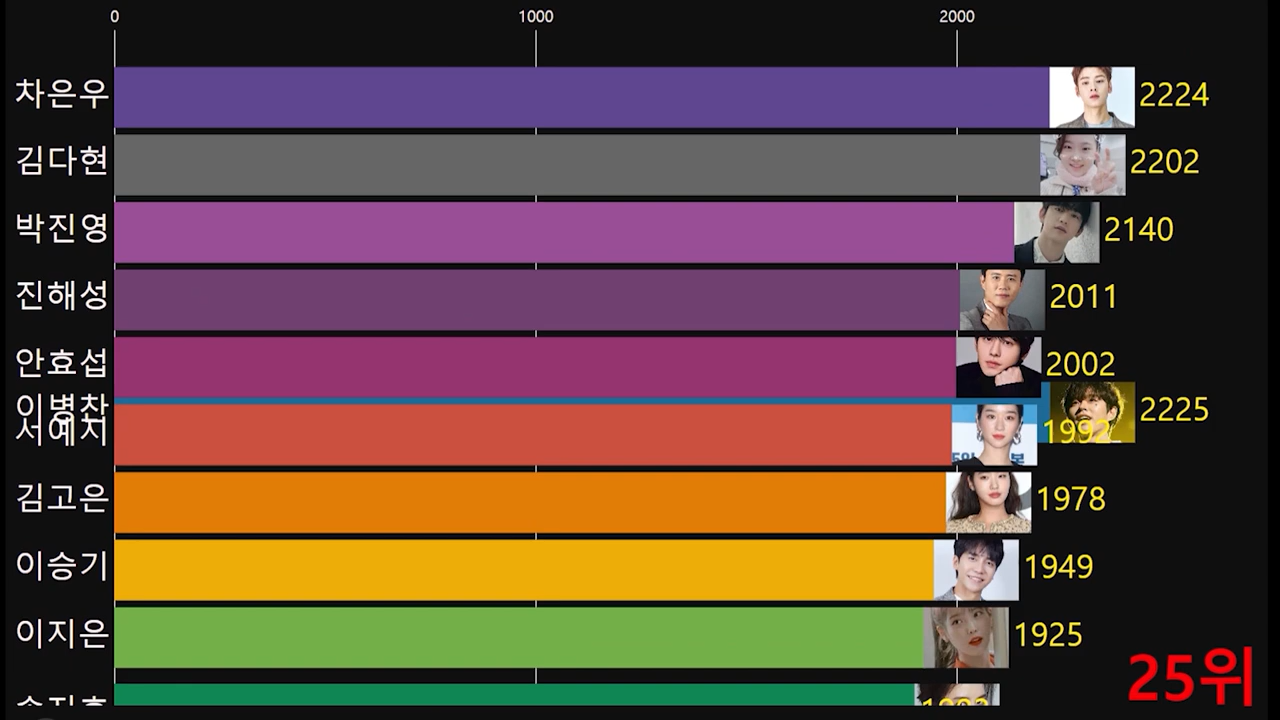 0 1000 2000
차은우 2224
김다현 2202
박진영 2140
진해성 2011
안효섭 2002
이병찬 2225
서예지 1992
김고은 1978
이승기 1949
이지은 1925
25위